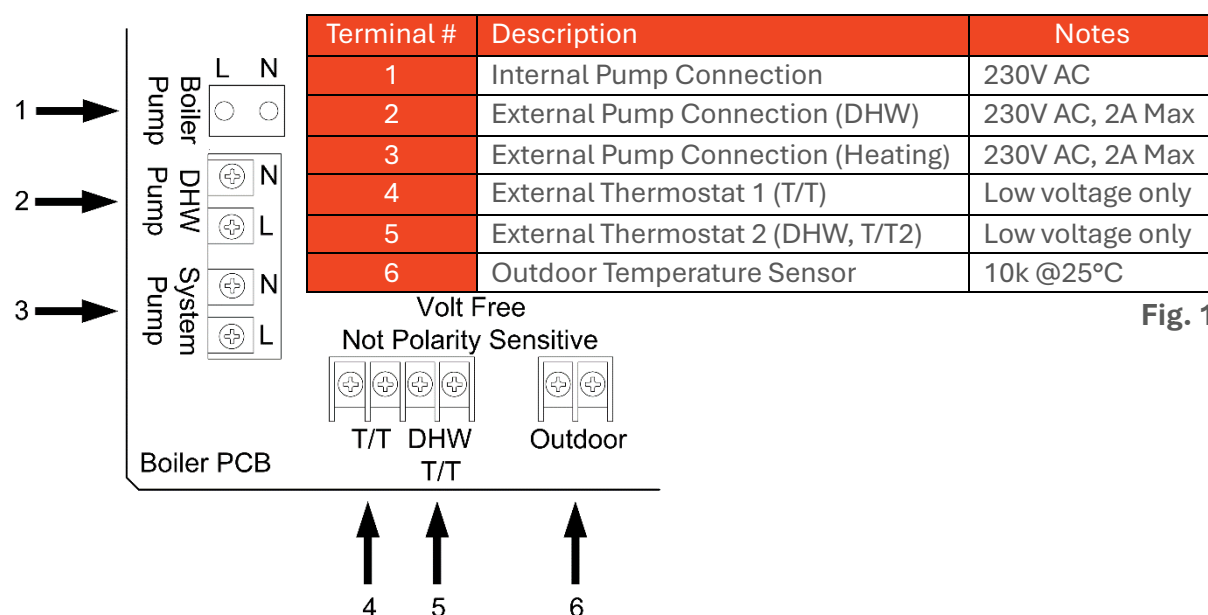 Terminal # Description Notes
1 Internal Pump Connection 230V AC
2 External Pump Connection (DHW) 230V AC, 2A Max
3 External Pump Connection (Heating) 230V AC, 2A Max
4 External Thermostat 1 (T/T) Low voltage only
5 External Thermostat 2 (DHW, T/T2) Low voltage only
6 Outdoor Temperature Sensor 10k @25°C
Fig. 1
L N
Boiler
Pump
1
DHW
Pump
N
L
2
System
Pump
N
L
3
Volt Free
Not Polarity Sensitive
T/T DHW
T/T
Outdoor
Boiler PCB
4 5 6